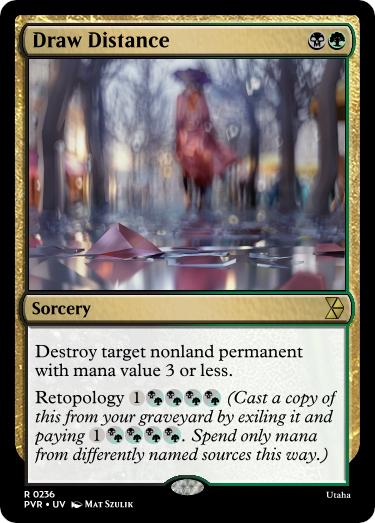 Draw Distance
Sorcery
Destroy target nonland permanent
with mana value 3 or less.
Retopology 1 (Cast a copy of
this from your graveyard by exiling it and
paying 1. Spend only mana
from differently named sources this way.)
R 0236
Utaha
PVR • UV Mat Szulik